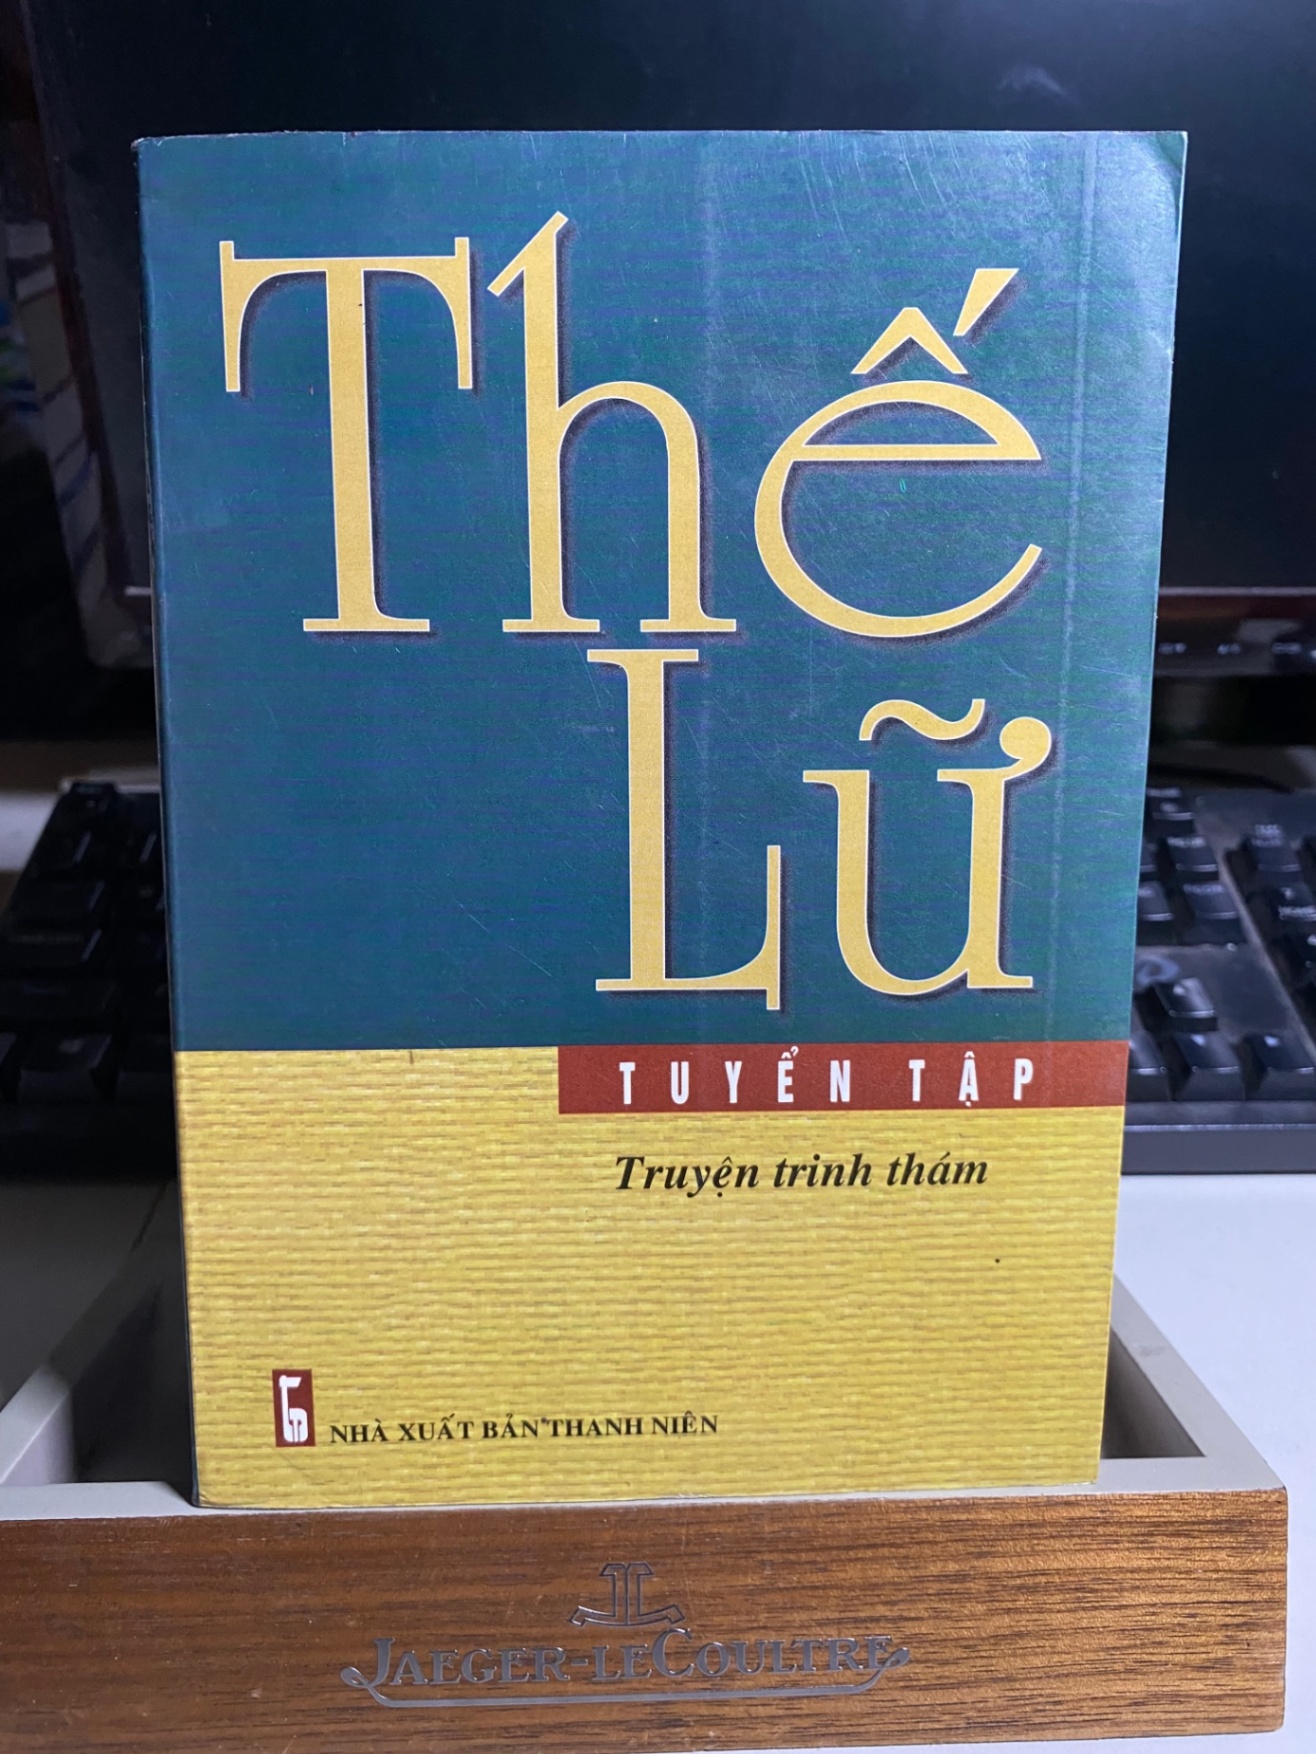 Thế
Lữ
TUYỂN TẬP
Truyện trinh thám
NHÀ XUẤT BẢN THANH NIÊN
JAEGER-LECOULTRE